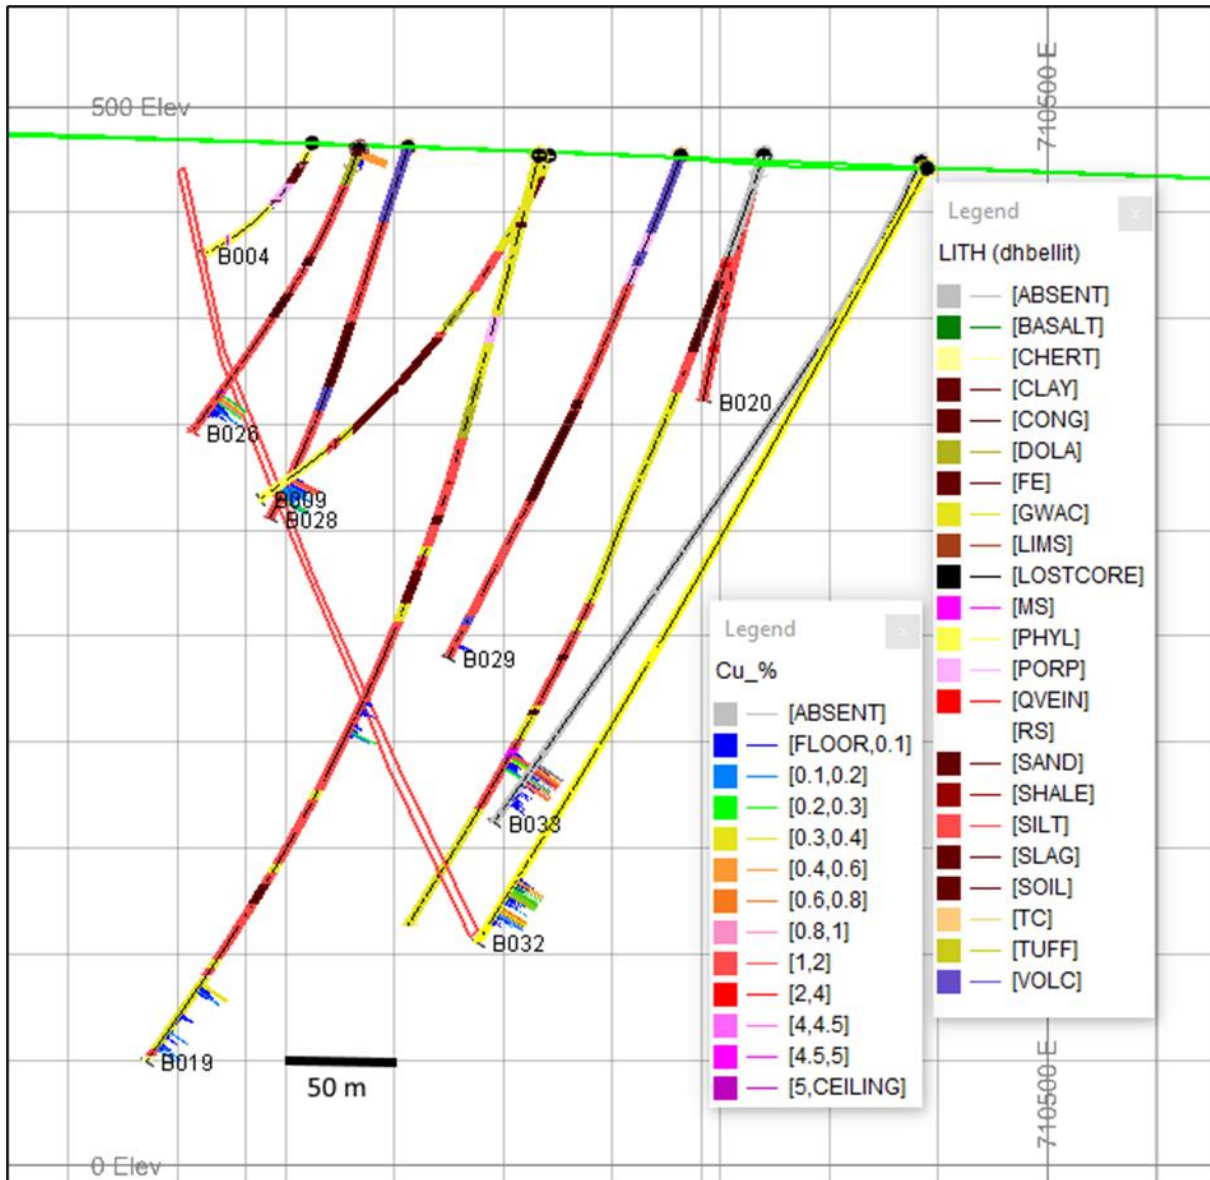 500 Elev
710500 E
Legend
x
LITH (dhbellit)
[ABSENT]
[BASALT]
[CHERT]
[CLAY]
[CONG]
[DOLA]
[FE]
[GWAC]
[LIMS]
[LOSTCORE]
[MS]
[PHYL]
[PORP]
[QVEIN]
[RS]
[SAND]
[SHALE]
[SILT]
[SLAG]
[SOIL]
[TC]
[TUFF]
[VOLC]
B004
B020
B026
B009
B028
B029
B033
B032
B019
Legend
x
Cu_%
[ABSENT]
[FLOOR,0.1]
[0.1,0.2]
[0.2,0.3]
[0.3,0.4]
[0.4,0.6]
[0.6,0.8]
[0.8,1]
[1,2]
[2,4]
[4,4.5]
[4.5,5]
[5,CEILING]
50 m
0 Elev
710500 E